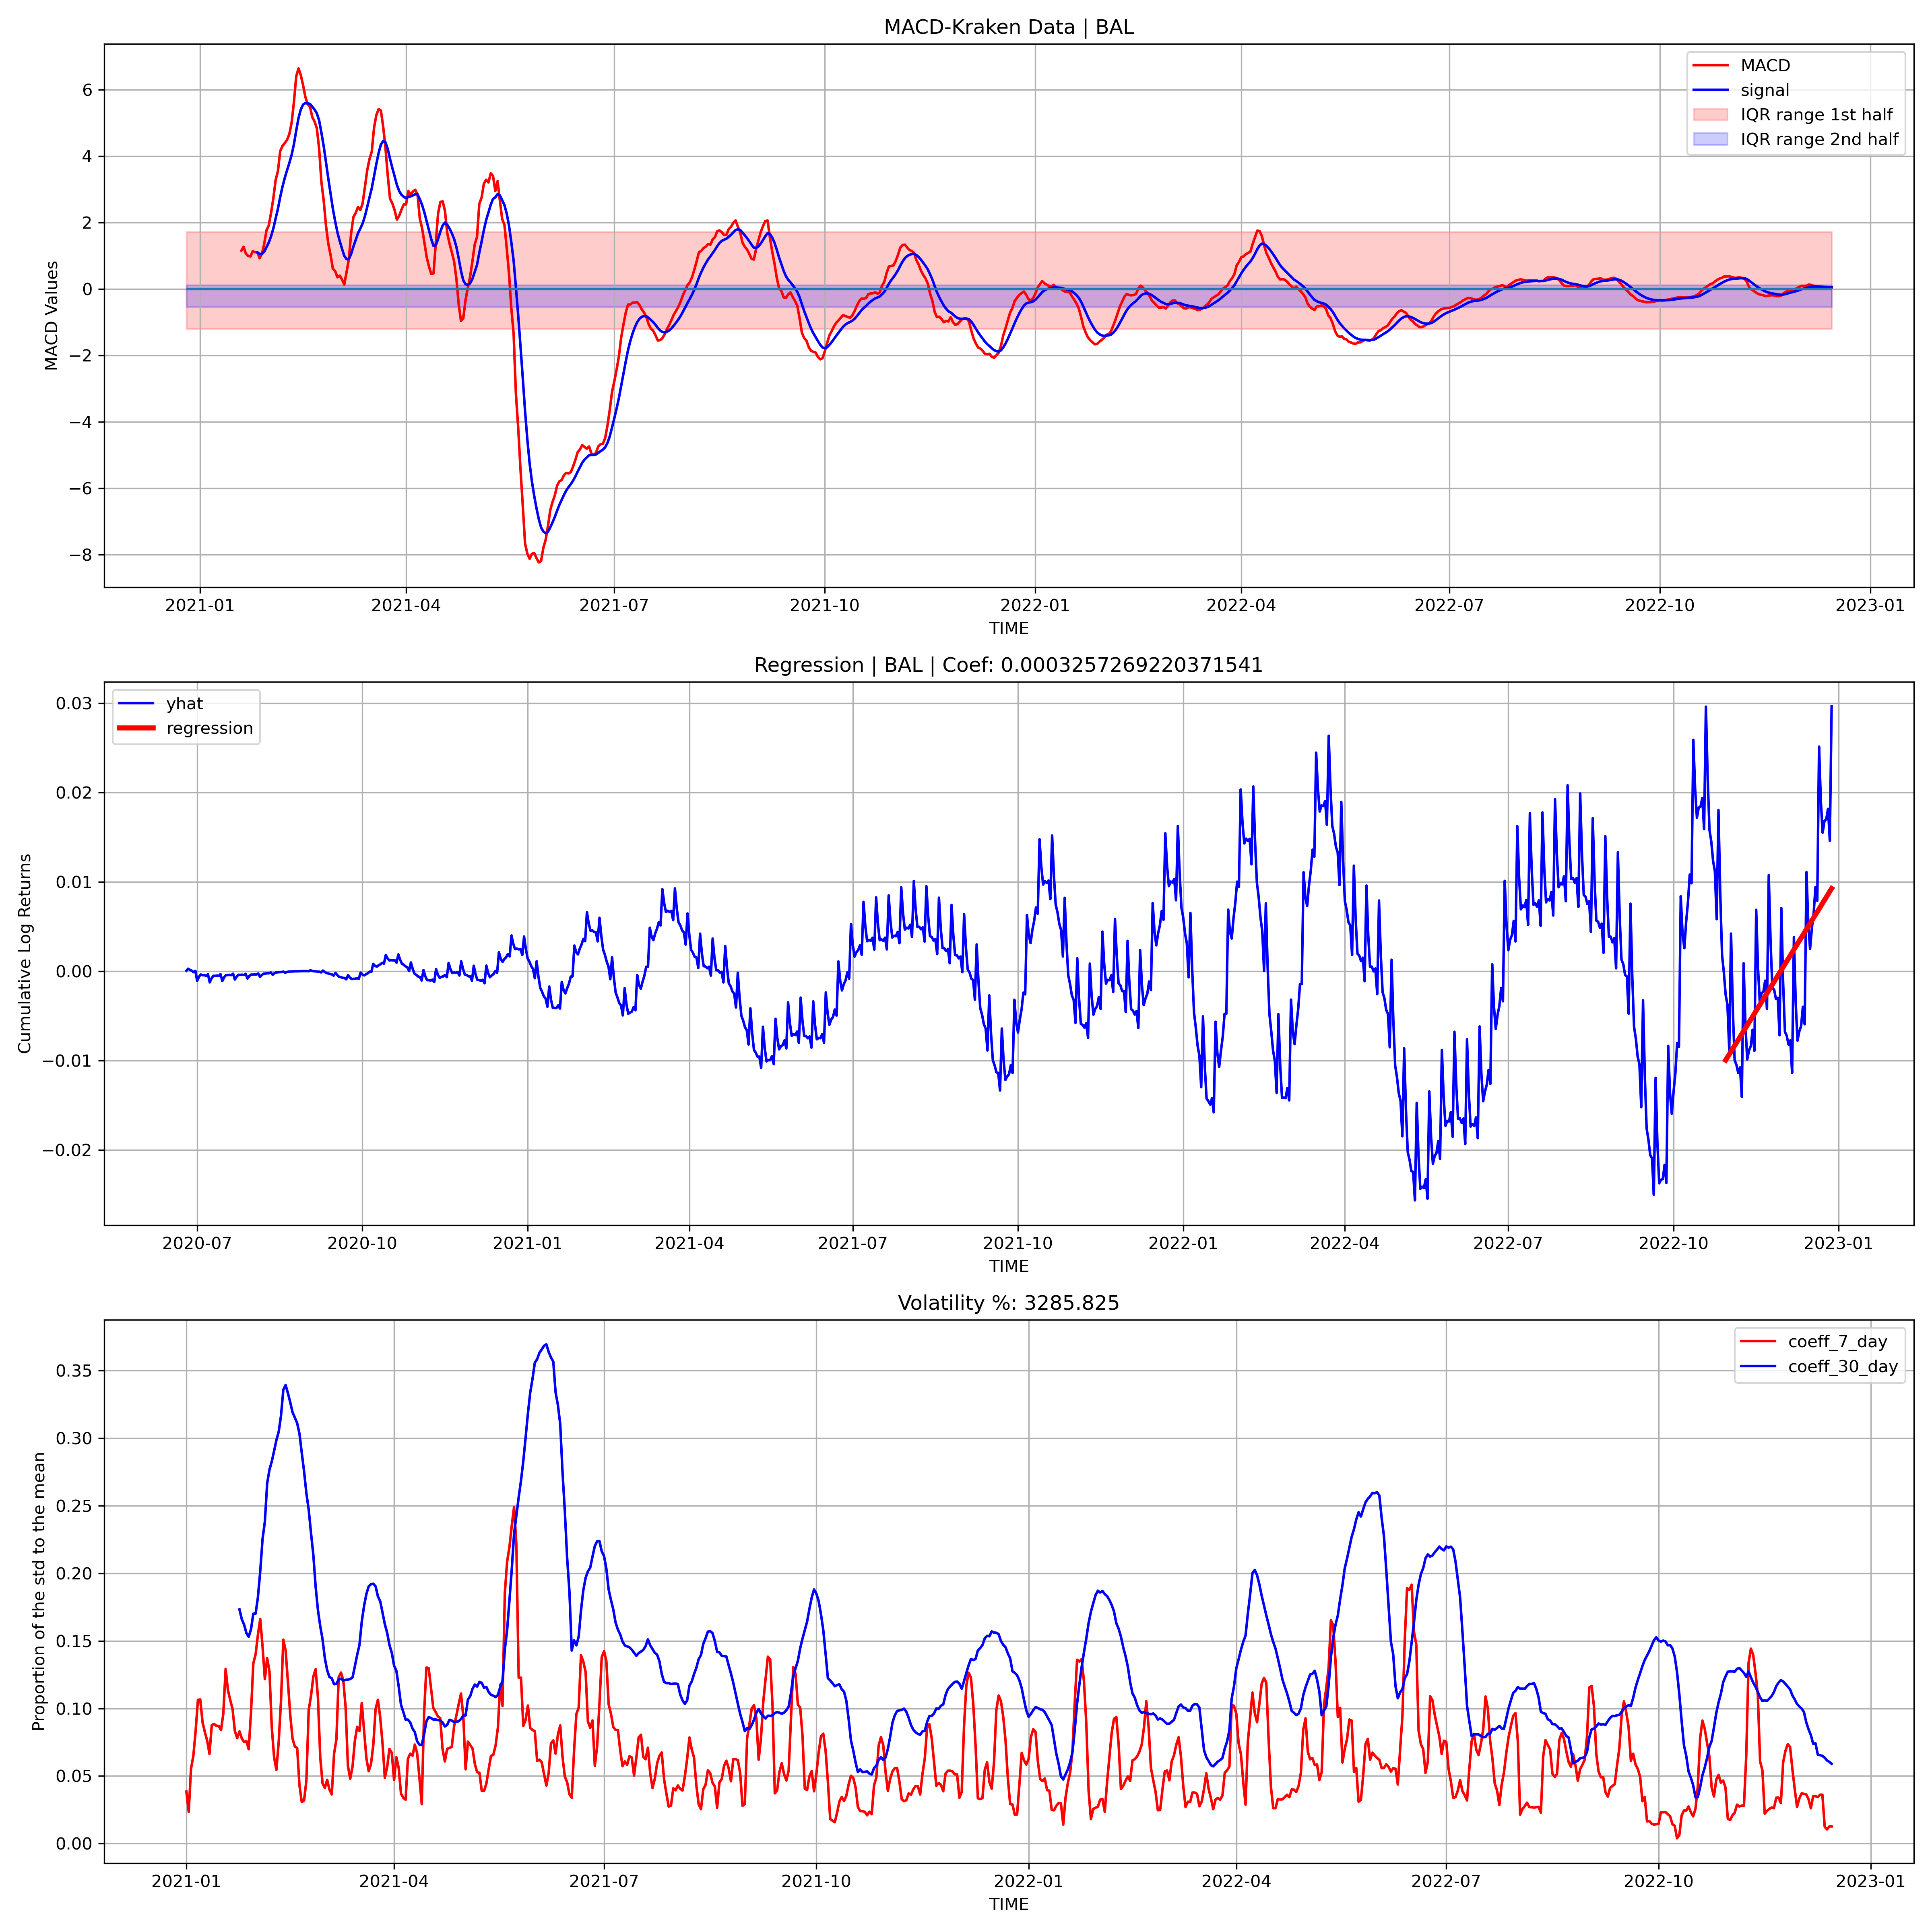 MACD-Kraken Data | BAL
MACD
signal
IQR range 1st half
IQR range 2nd half
MACD Values
6
4
2
0
−2
−4
−6
−8
2021-01 2021-04 2021-07 2021-10 2022-01 2022-04 2022-07 2022-10 2023-01
TIME
Regression | BAL | Coef: 0.0003257269220371541
yhat
regression
Cumulative Log Returns
0.03
0.02
0.01
0.00
−0.01
−0.02
2020-07 2020-10 2021-01 2021-04 2021-07 2021-10 2022-01 2022-04 2022-07 2022-10 2023-01
TIME
Volatility %: 3285.825
coeff_7_day
coeff_30_day
Proportion of the std to the mean
0.35
0.30
0.25
0.20
0.15
0.10
0.05
0.00
2021-01 2021-04 2021-07 2021-10 2022-01 2022-04 2022-07 2022-10 2023-01
TIME